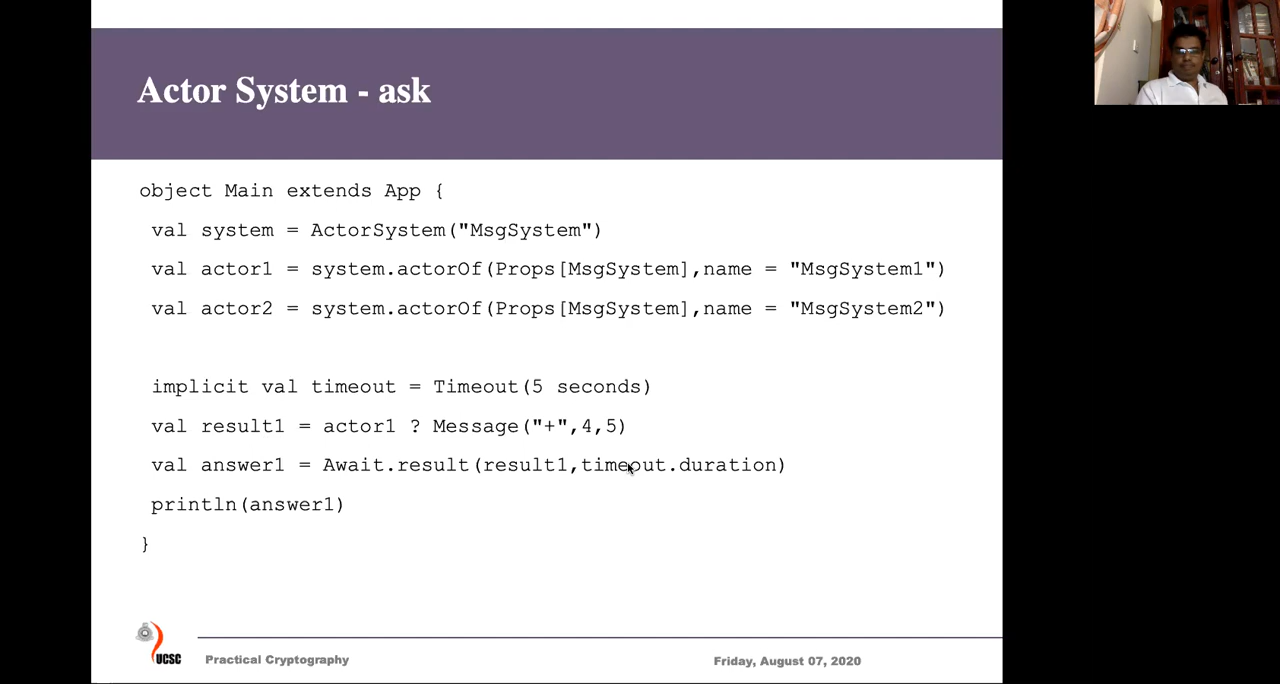 Actor System - ask
object Main extends App {
val system = ActorSystem("MsgSystem")
val actor1 = system.actorOf(Props[MsgSystem],name = "MsgSystem1")
val actor2 = system.actorOf(Props[MsgSystem],name = "MsgSystem2")
implicit val timeout = Timeout(5 seconds)
val result1 = actor1 ? Message("+",4,5)
val answer1 = Await.result(result1,timeout.duration)
println(answer1)
}
UCSC
Practical Cryptography
Friday, August 07, 2020